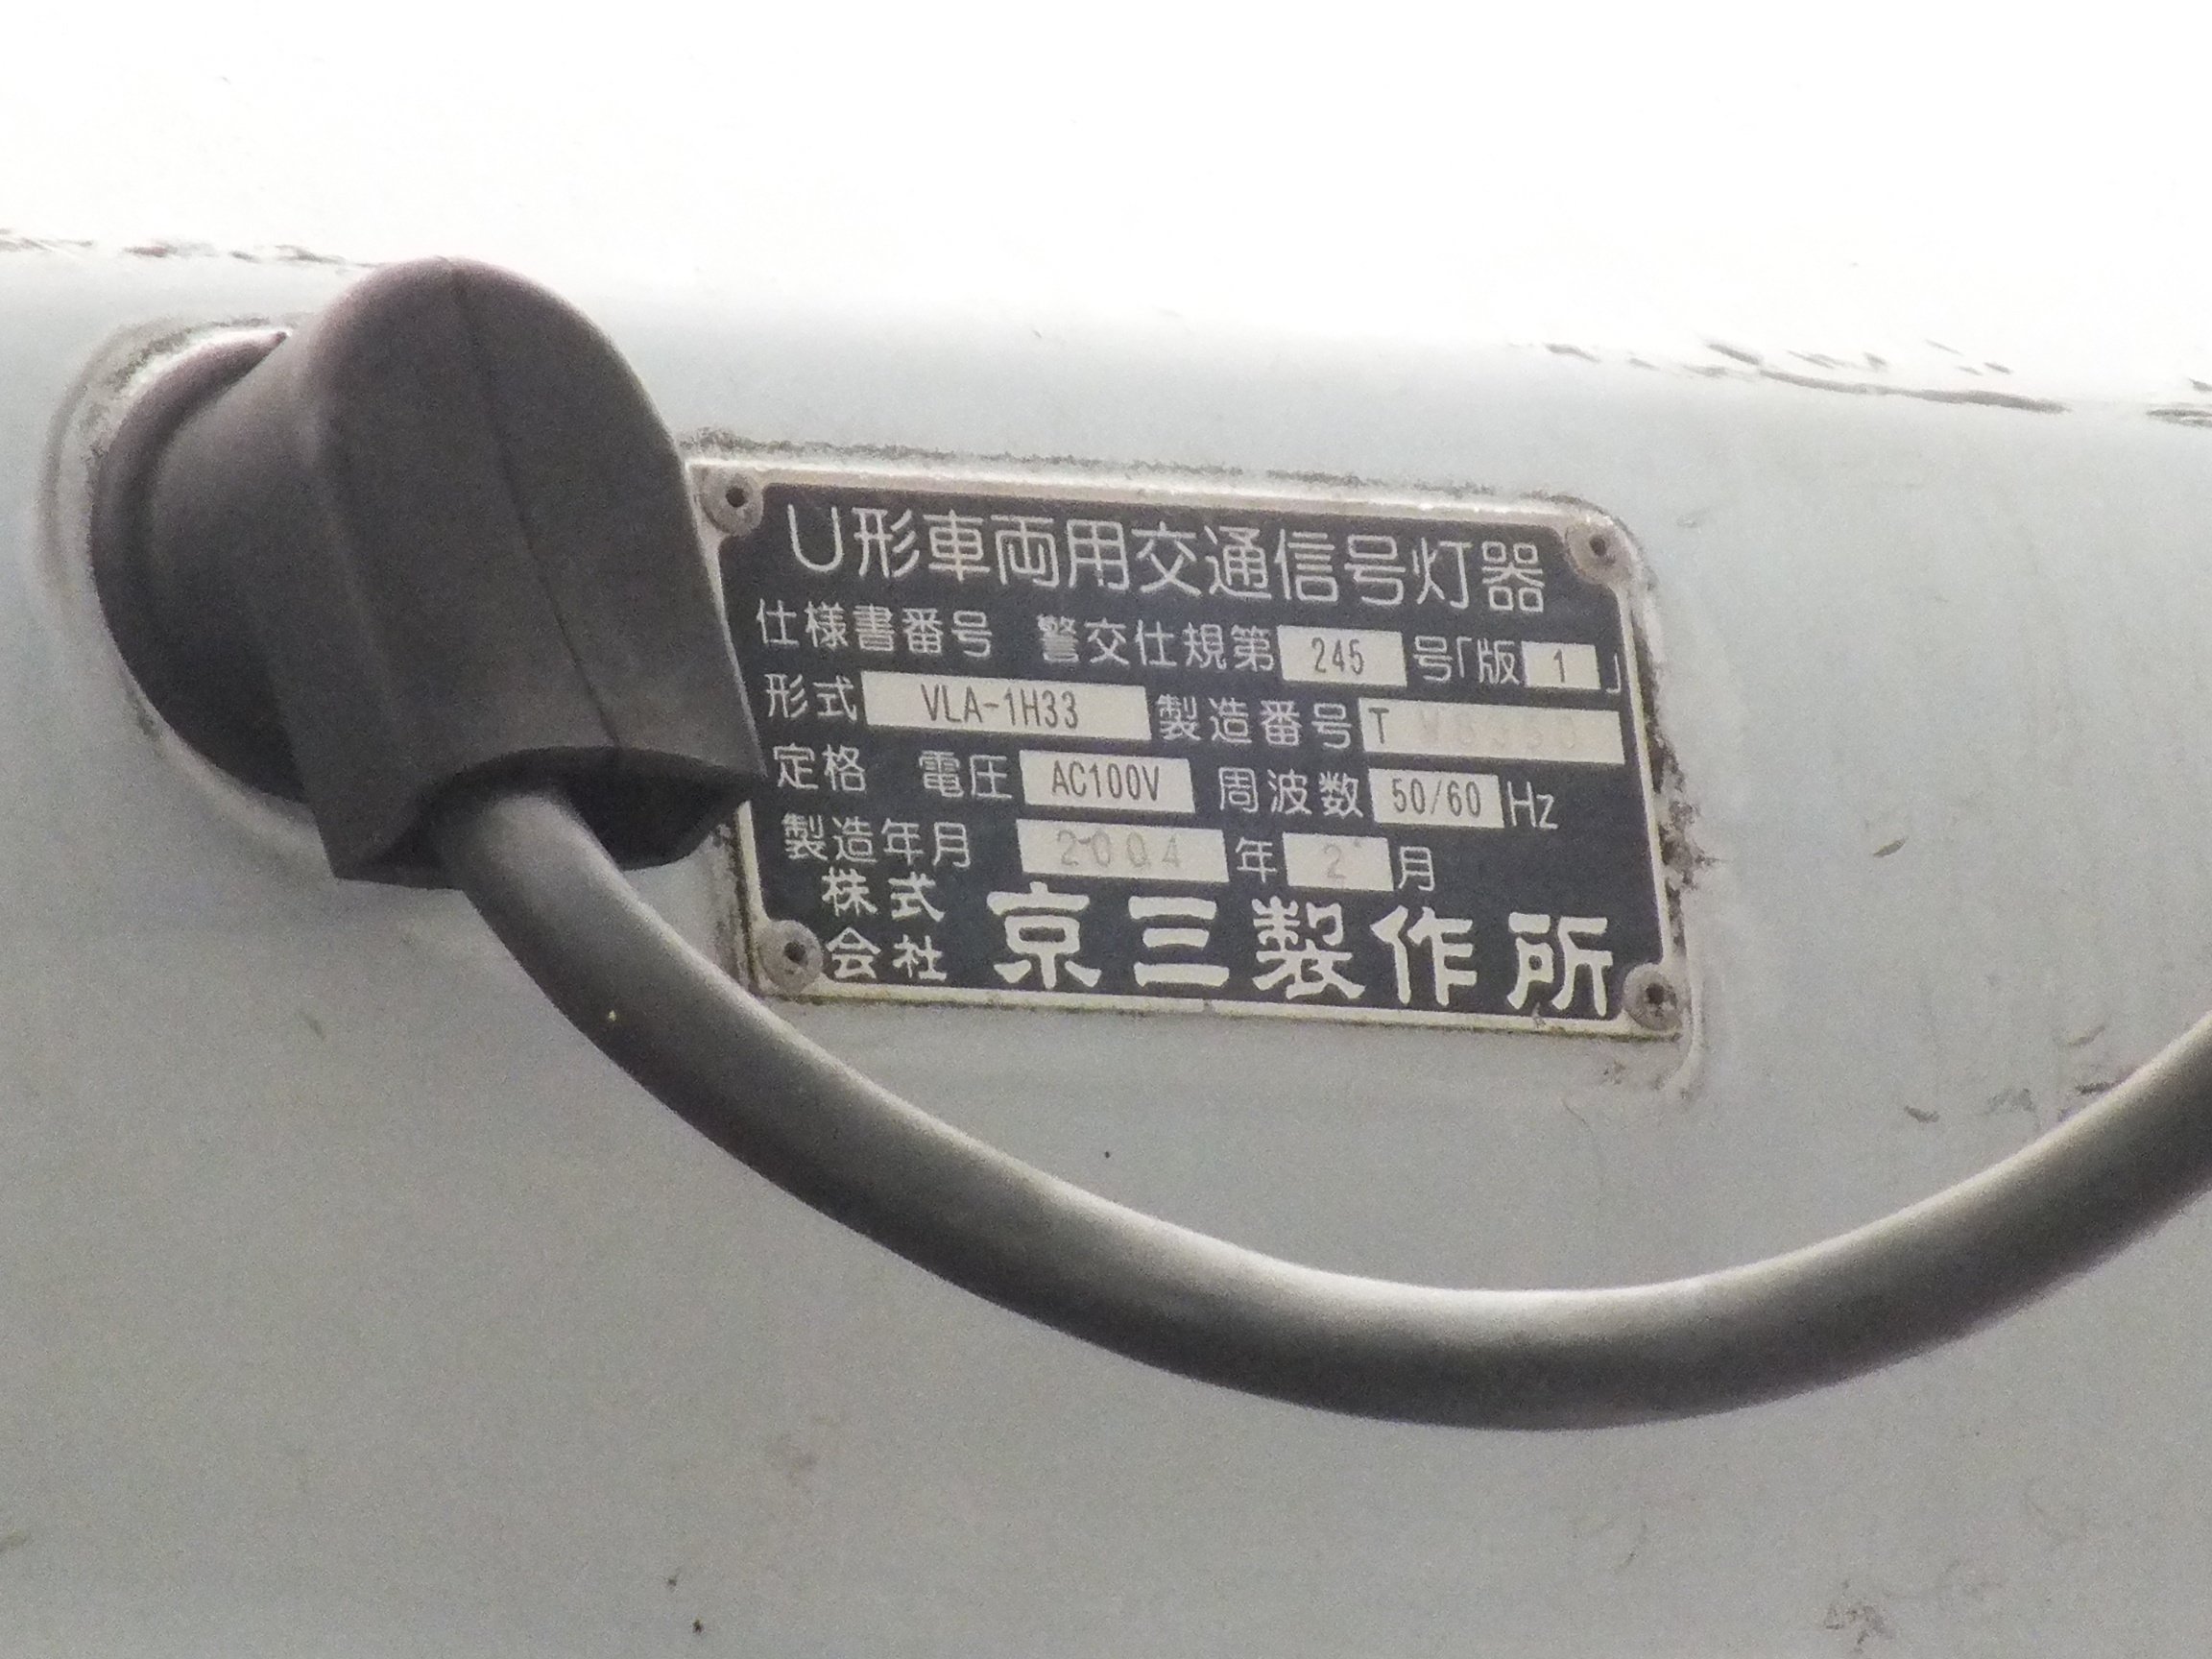 U形車両用交通信号灯器
仕様書番号 警交仕規第 245 号「版 1 」
形式 VLA-1H33 製造番号 T
定格 電圧 AC100V 周波数 50/60 Hz
製造年月 2004 年 2 月
株式会社 京三製作所